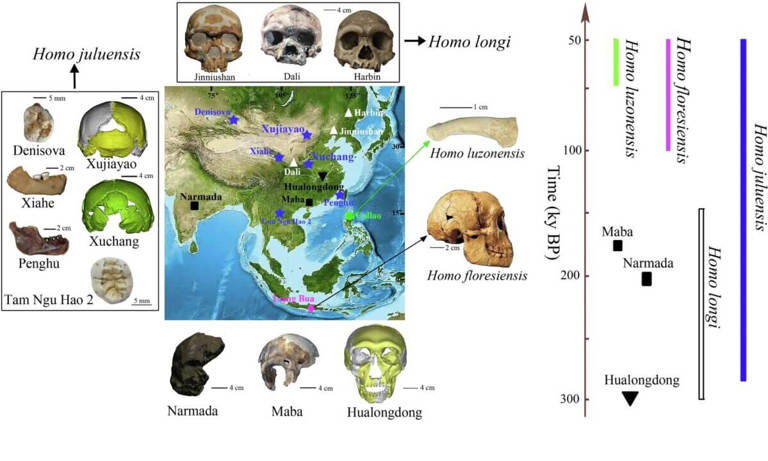 4 cm
Jinniushan
Dali
Harbin
Homo longi
Homo juluensis
5 mm
4 cm
Denisova
Xujiayao
2 cm
4 cm
Xiahe
Xuchang
2 cm
Penghu
Tam Ngu Hao 2
5 mm
75°
105°
Denisova
Harbin
Xujiayao
Jinniushan
Xiahe
Xuchang
Dali
30°
Hualongdong
Narmada
Maba
Penghu
15°
Tam Ngu Hao 2
Callao
Liang Bua
1 cm
Homo luzonensis
2 cm
Homo floresiensis
4 cm
Narmada
4 cm
Maba
4 cm
Hualongdong
Time (ky BP)
50
100
200
300
Homo luzonensis
Homo floresiensis
Homo juluensis
Maba
Narmada
Homo longi
Hualongdong